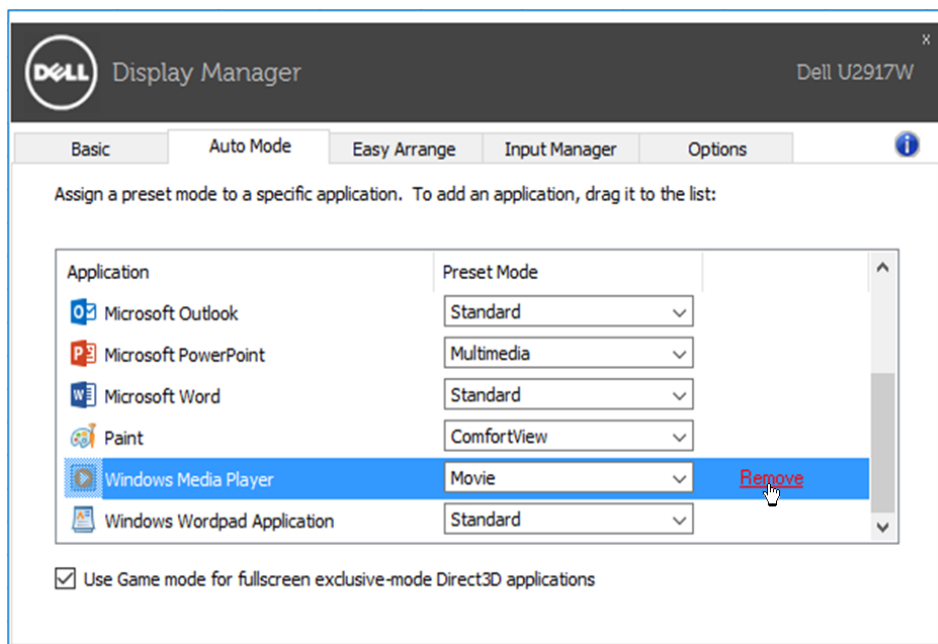 x
DELL Display Manager Dell U2917W
Basic Auto Mode Easy Arrange Input Manager Options i
Assign a preset mode to a specific application. To add an application, drag it to the list:
Application Preset Mode
Microsoft Outlook Standard
Microsoft PowerPoint Multimedia
Microsoft Word Standard
Paint ComfortView
Windows Media Player Movie Remove
Windows Wordpad Application Standard
Use Game mode for fullscreen exclusive-mode Direct3D applications